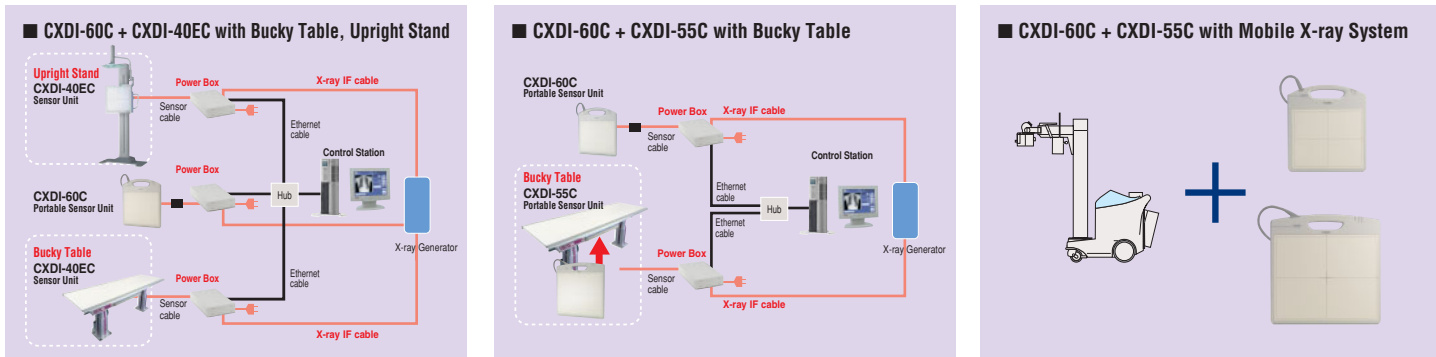 ■ CXDI-60C + CXDI-40EC with Bucky Table, Upright Stand
Upright Stand
CXDI-40EC
Sensor Unit
Power Box
X-ray IF cable
Sensor
cable
Ethernet
cable
Power Box
Control Station
CXDI-60C
Portable Sensor Unit
Hub
X-ray Generator
Bucky Table
CXDI-40EC
Sensor Unit
Power Box
Ethernet
cable
Sensor
cable
X-ray IF cable
■ CXDI-60C + CXDI-55C with Bucky Table
CXDI-60C
Portable Sensor Unit
Power Box
X-ray IF cable
Sensor
cable
Control Station
Bucky Table
CXDI-55C
Portable Sensor Unit
Ethernet
cable
Hub
Ethernet
cable
X-ray Generator
Power Box
Sensor
cable
X-ray IF cable
■ CXDI-60C + CXDI-55C with Mobile X-ray System